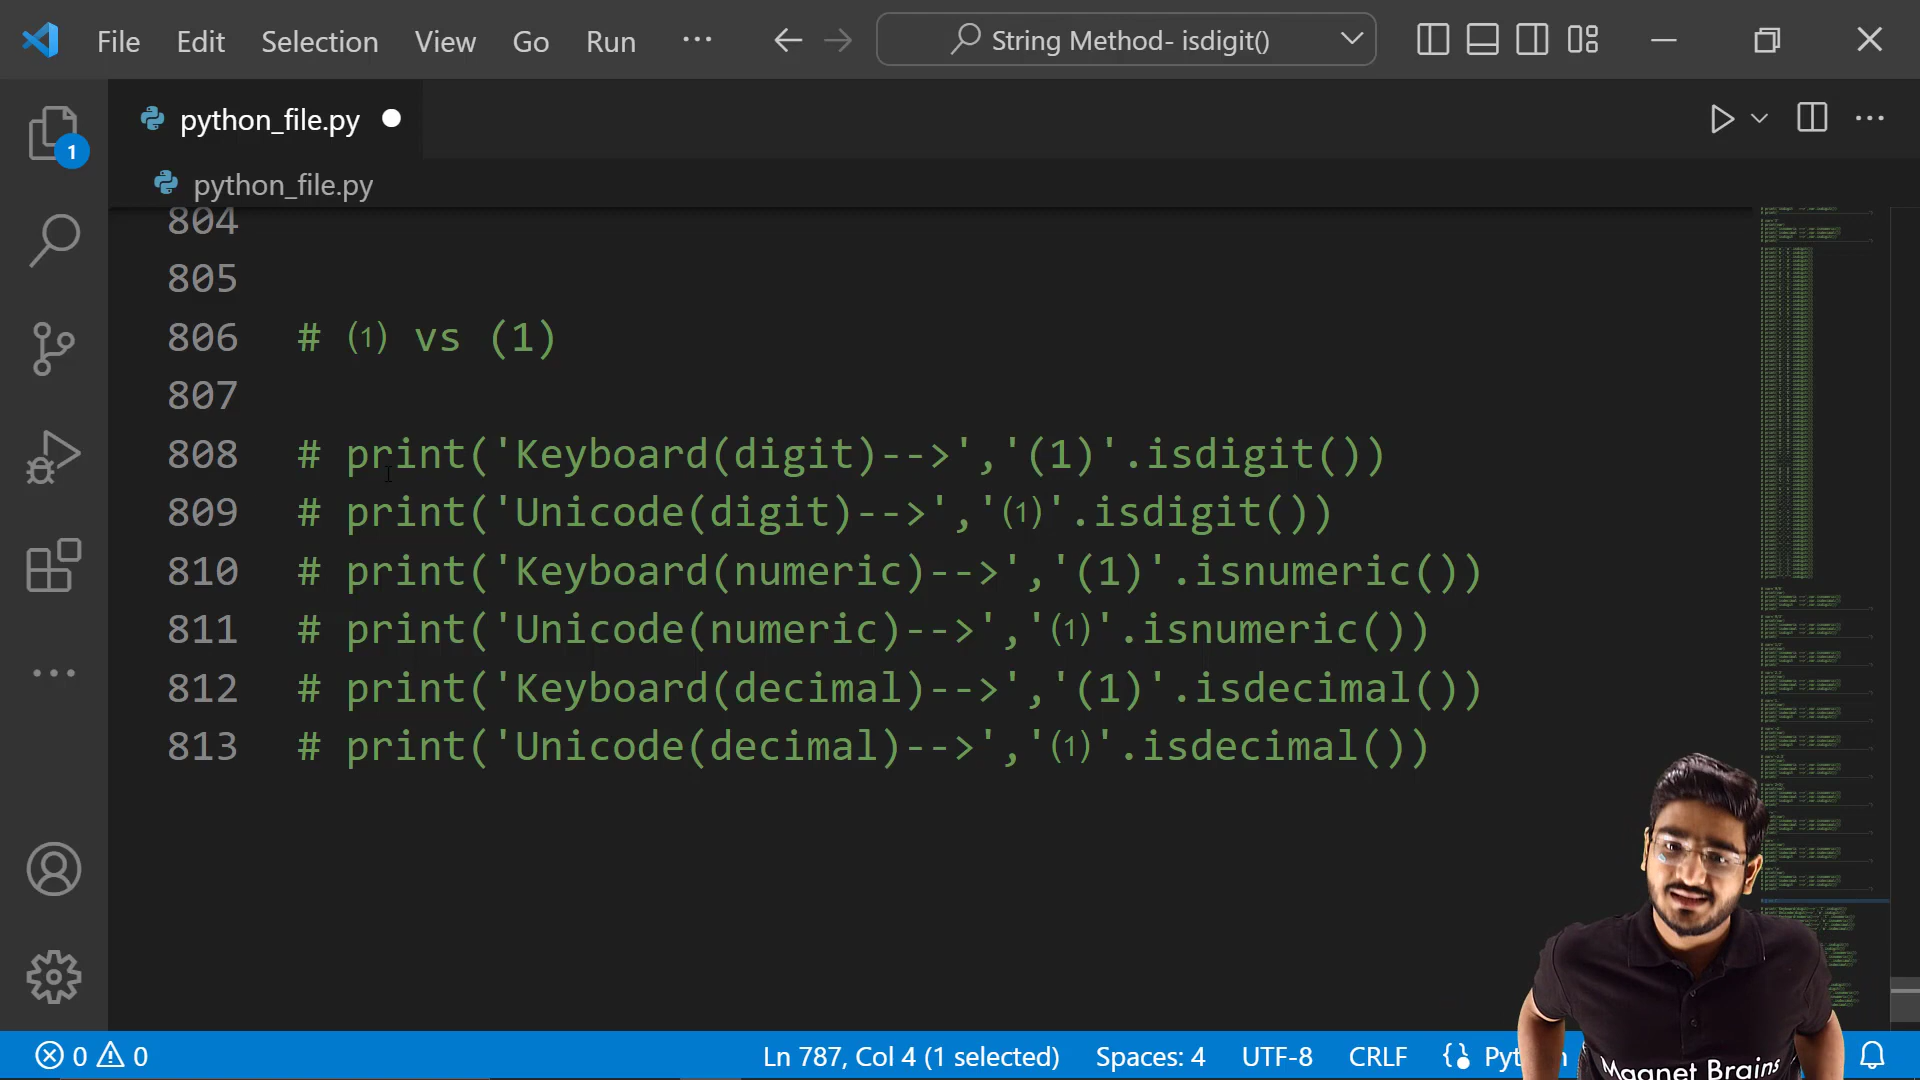 File Edit Selection View Go Run ··· String Method- isdigit()
python_file.py
1
python_file.py
804
805
806 # ⑴ vs (1)
807
808 # print('Keyboard(digit)-->','(1)'.isdigit())
809 # print('Unicode(digit)-->','⑴'.isdigit())
810 # print('Keyboard(numeric)-->','(1)'.isnumeric())
811 # print('Unicode(numeric)-->','⑴'.isnumeric())
812 # print('Keyboard(decimal)-->','(1)'.isdecimal())
813 # print('Unicode(decimal)-->','⑴'.isdecimal())
0 0 Ln 787, Col 4 (1 selected) Spaces: 4 UTF-8 CRLF
Magnet Brains